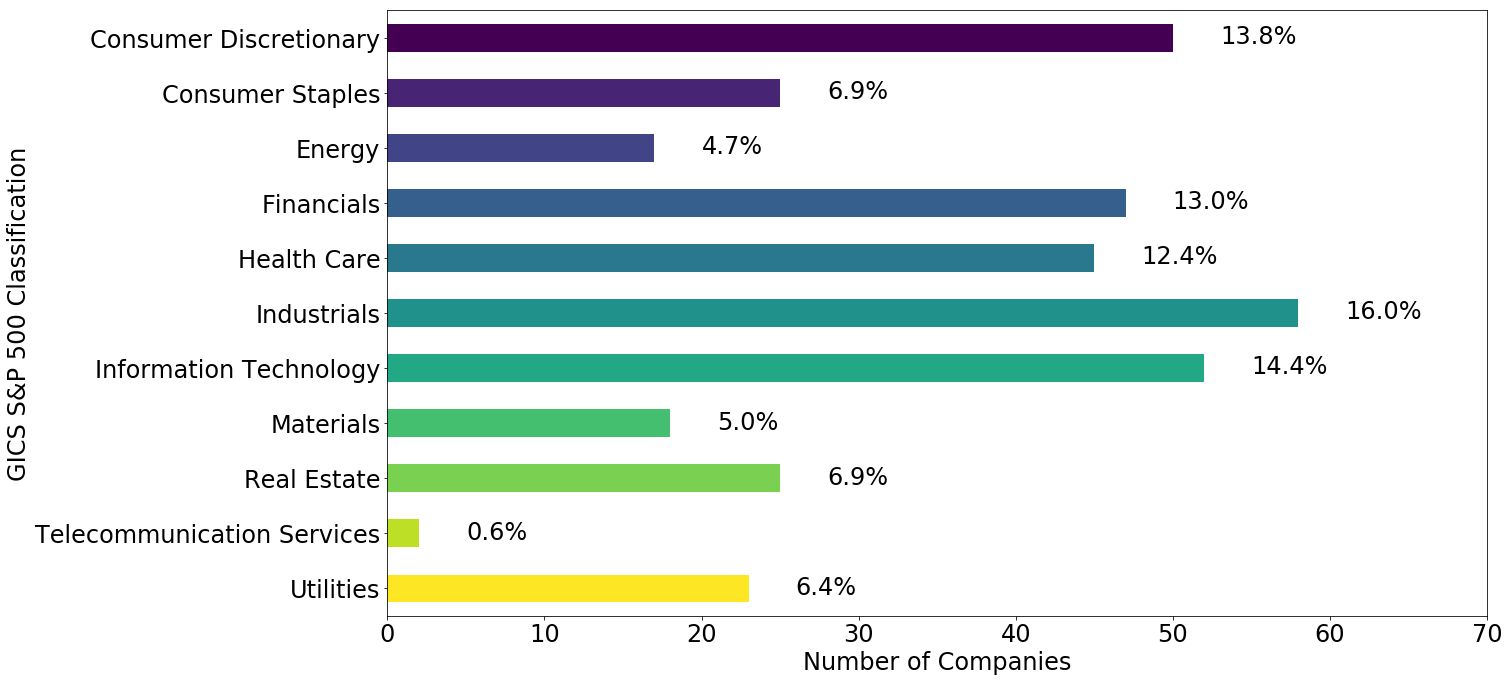 Consumer Discretionary 13.8%
Consumer Staples 6.9%
Energy 4.7%
Financials 13.0%
Health Care 12.4%
Industrials 16.0%
Information Technology 14.4%
Materials 5.0%
Real Estate 6.9%
Telecommunication Services 0.6%
Utilities 6.4%
0 10 20 30 40 50 60 70
Number of Companies
GICS S&P 500 Classification